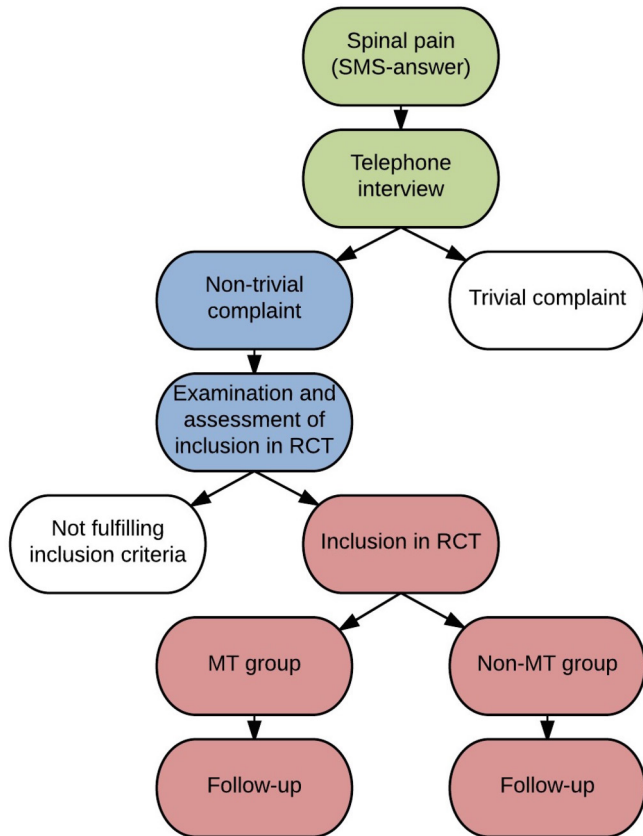 Spinal pain
(SMS-answer)
Telephone
interview
Non-trivial
complaint
Trivial complaint
Examination and
assessment of
inclusion in RCT
Not fulfilling
inclusion criteria
Inclusion in RCT
MT group
Non-MT group
Follow-up
Follow-up